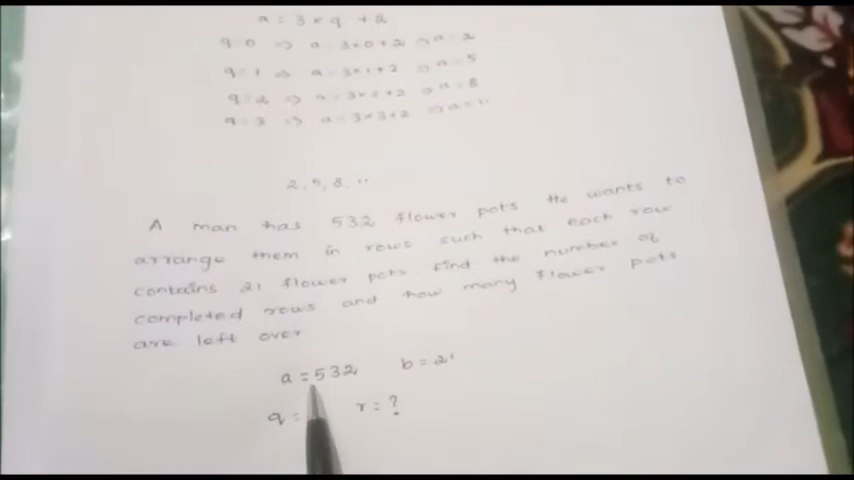 a = 3 × q + 2
q = 0 => a = 3×0+2 => a = 2
q = 1 => a = 3×1+2 => a = 5
q = 2 => a = 3×2+2 => a = 8
q = 3 => a = 3×3+2 => a = 11
2, 5, 8, 11
A man has 532 flower pots He wants to
arrange them in rows such that each row
contains 21 flower pots. Find the number of
completed rows and how many flower pots
are left over
a = 532 b = 21
q = r = ?